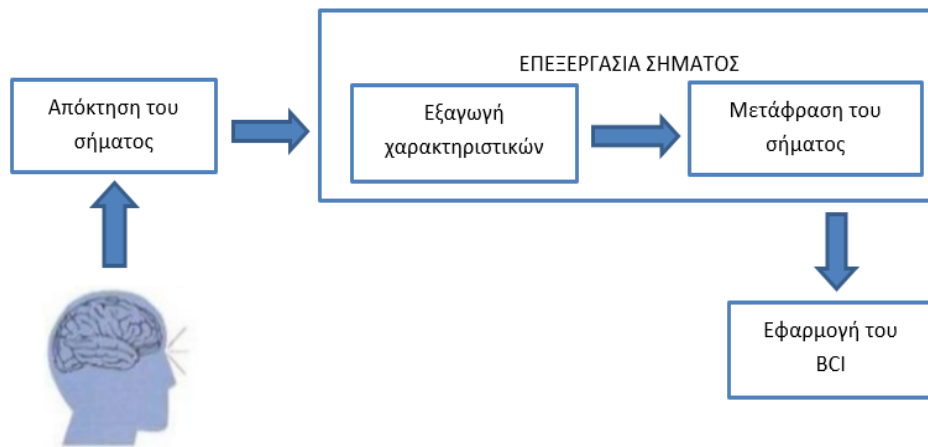 ΕΠΕΞΕΡΓΑΣΙΑ ΣΗΜΑΤΟΣ
Απόκτηση του
σήματος
Εξαγωγή
χαρακτηριστικών
Μετάφραση του
σήματος
Εφαρμογή του
BCI